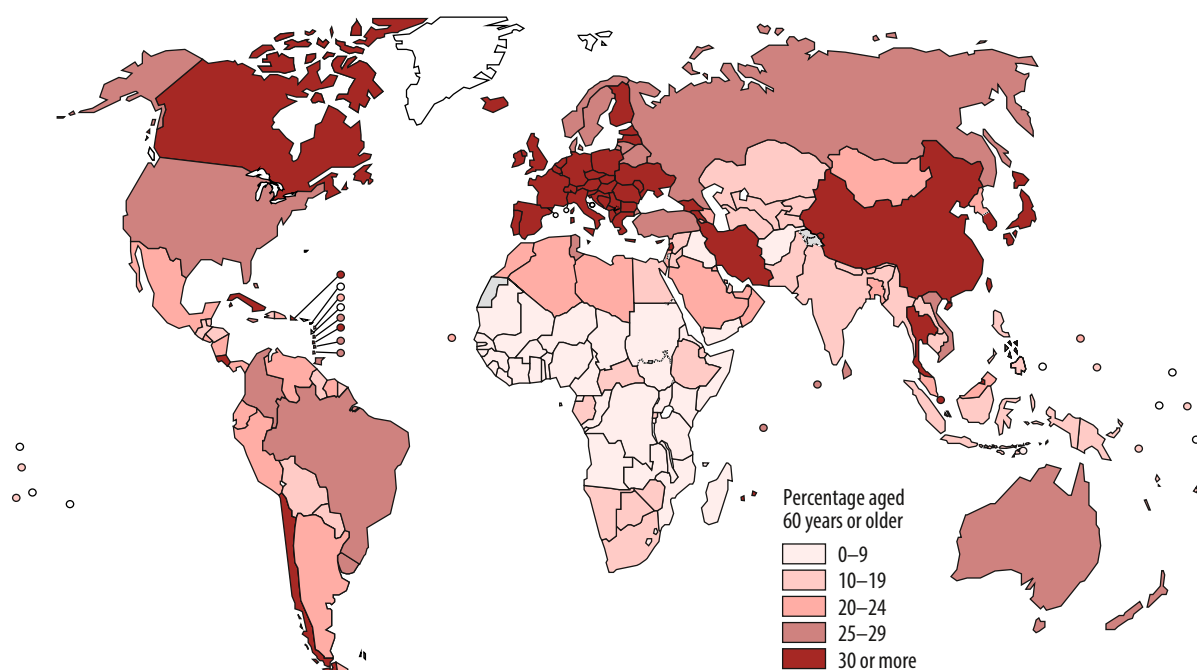 Percentage aged
60 years or older
0–9
10–19
20–24
25–29
30 or more